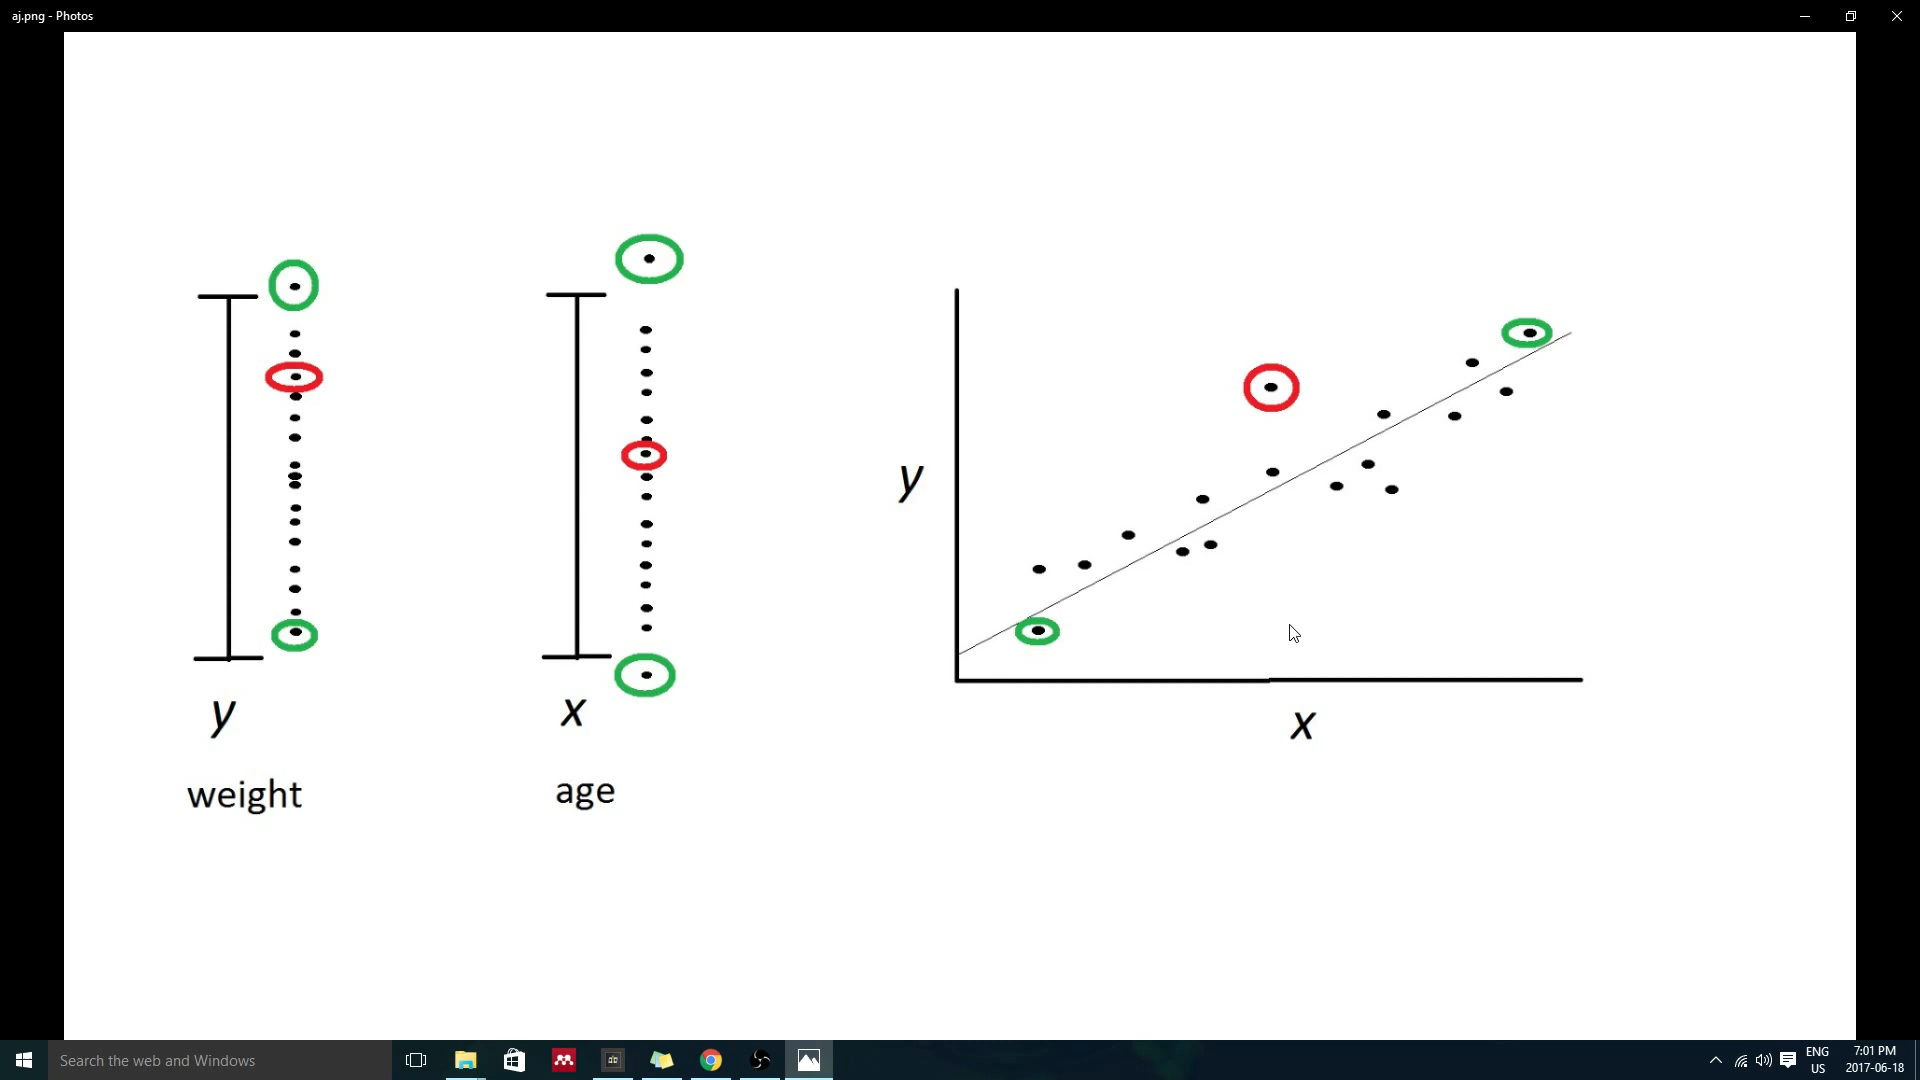 aj.png - Photos
y
x
y
x
weight
age
Search the web and Windows
ENG
US
7:01 PM
2017-06-18